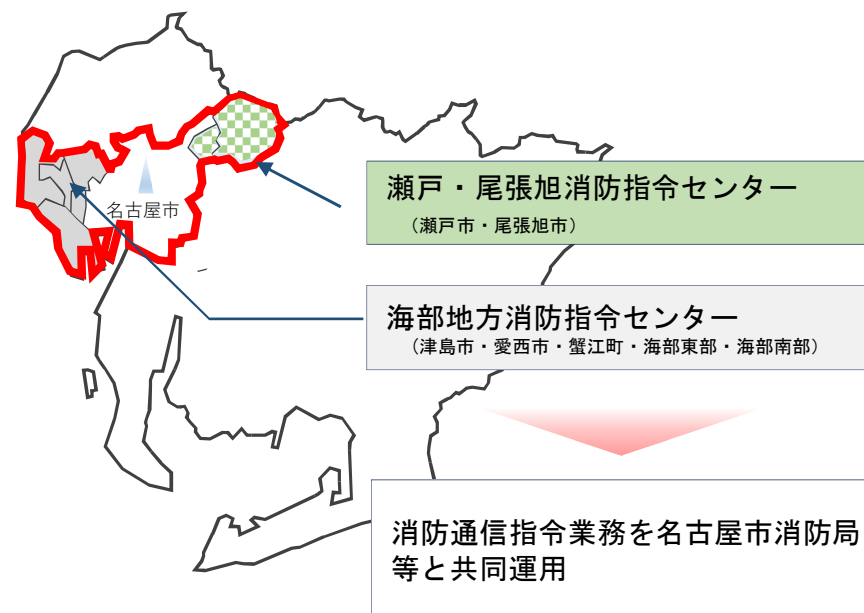 名古屋市
瀬戸・尾張旭消防指令センター
（瀬戸市・尾張旭市）
海部地方消防指令センター
（津島市・愛西市・蟹江町・海部東部・海部南部）
消防通信指令業務を名古屋市消防局
等と共同運用